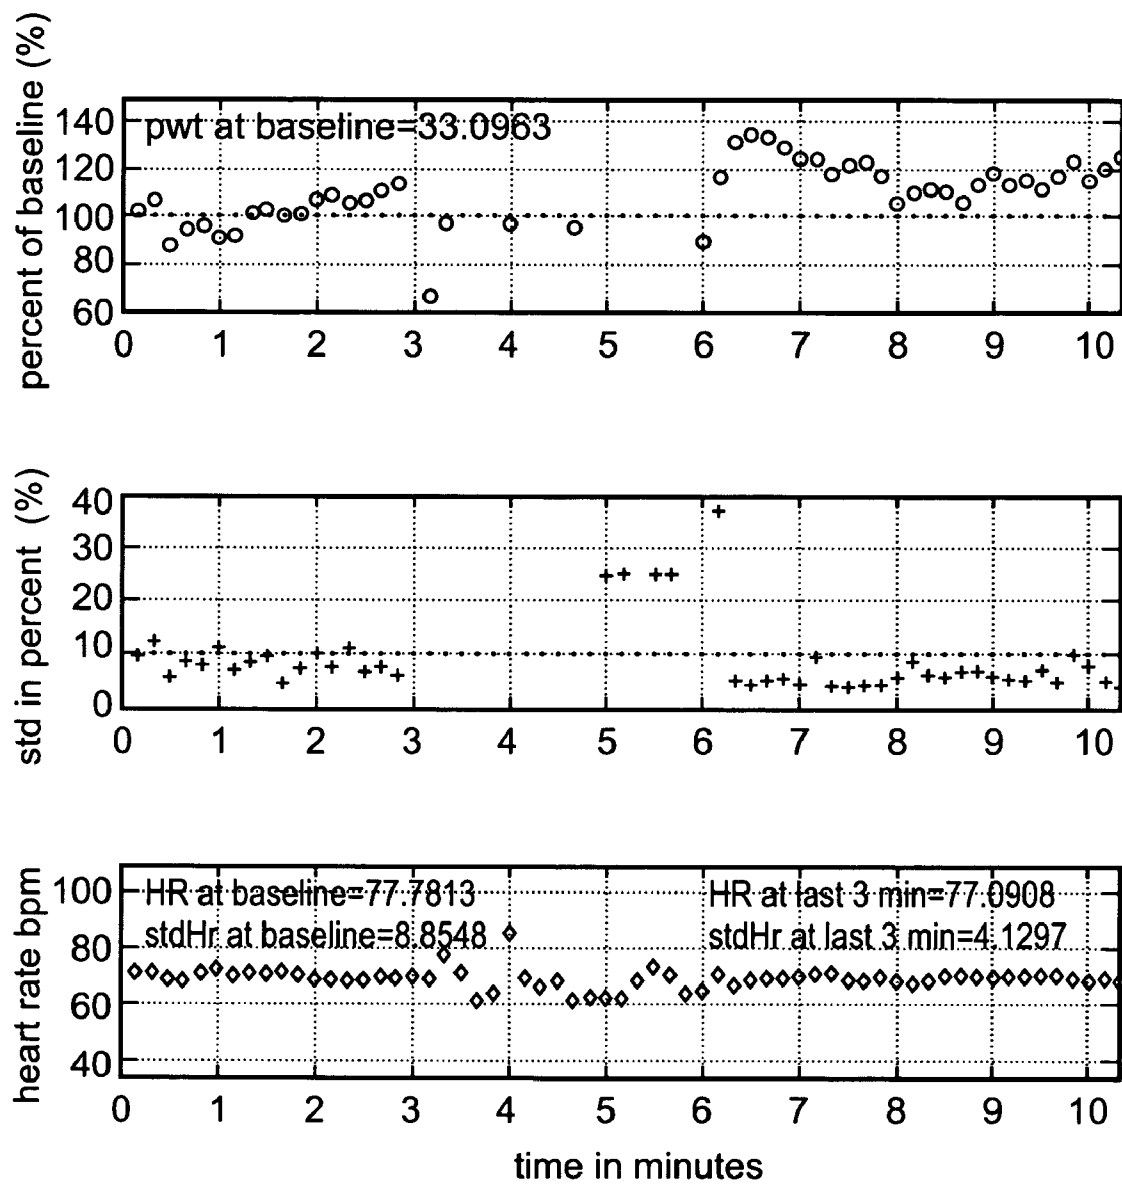 percent of baseline (%)
pwt at baseline=33.0963
140
120
100
80
60
0 1 2 3 4 5 6 7 8 9 10
std in percent (%)
40
30
20
10
0
0 1 2 3 4 5 6 7 8 9 10
heart rate bpm
HR at baseline=77.7813
HR at last 3 min=77.0908
stdHr at baseline=8.8548
stdHr at last 3 min=4.1297
100
80
60
40
0 1 2 3 4 5 6 7 8 9 10
time in minutes